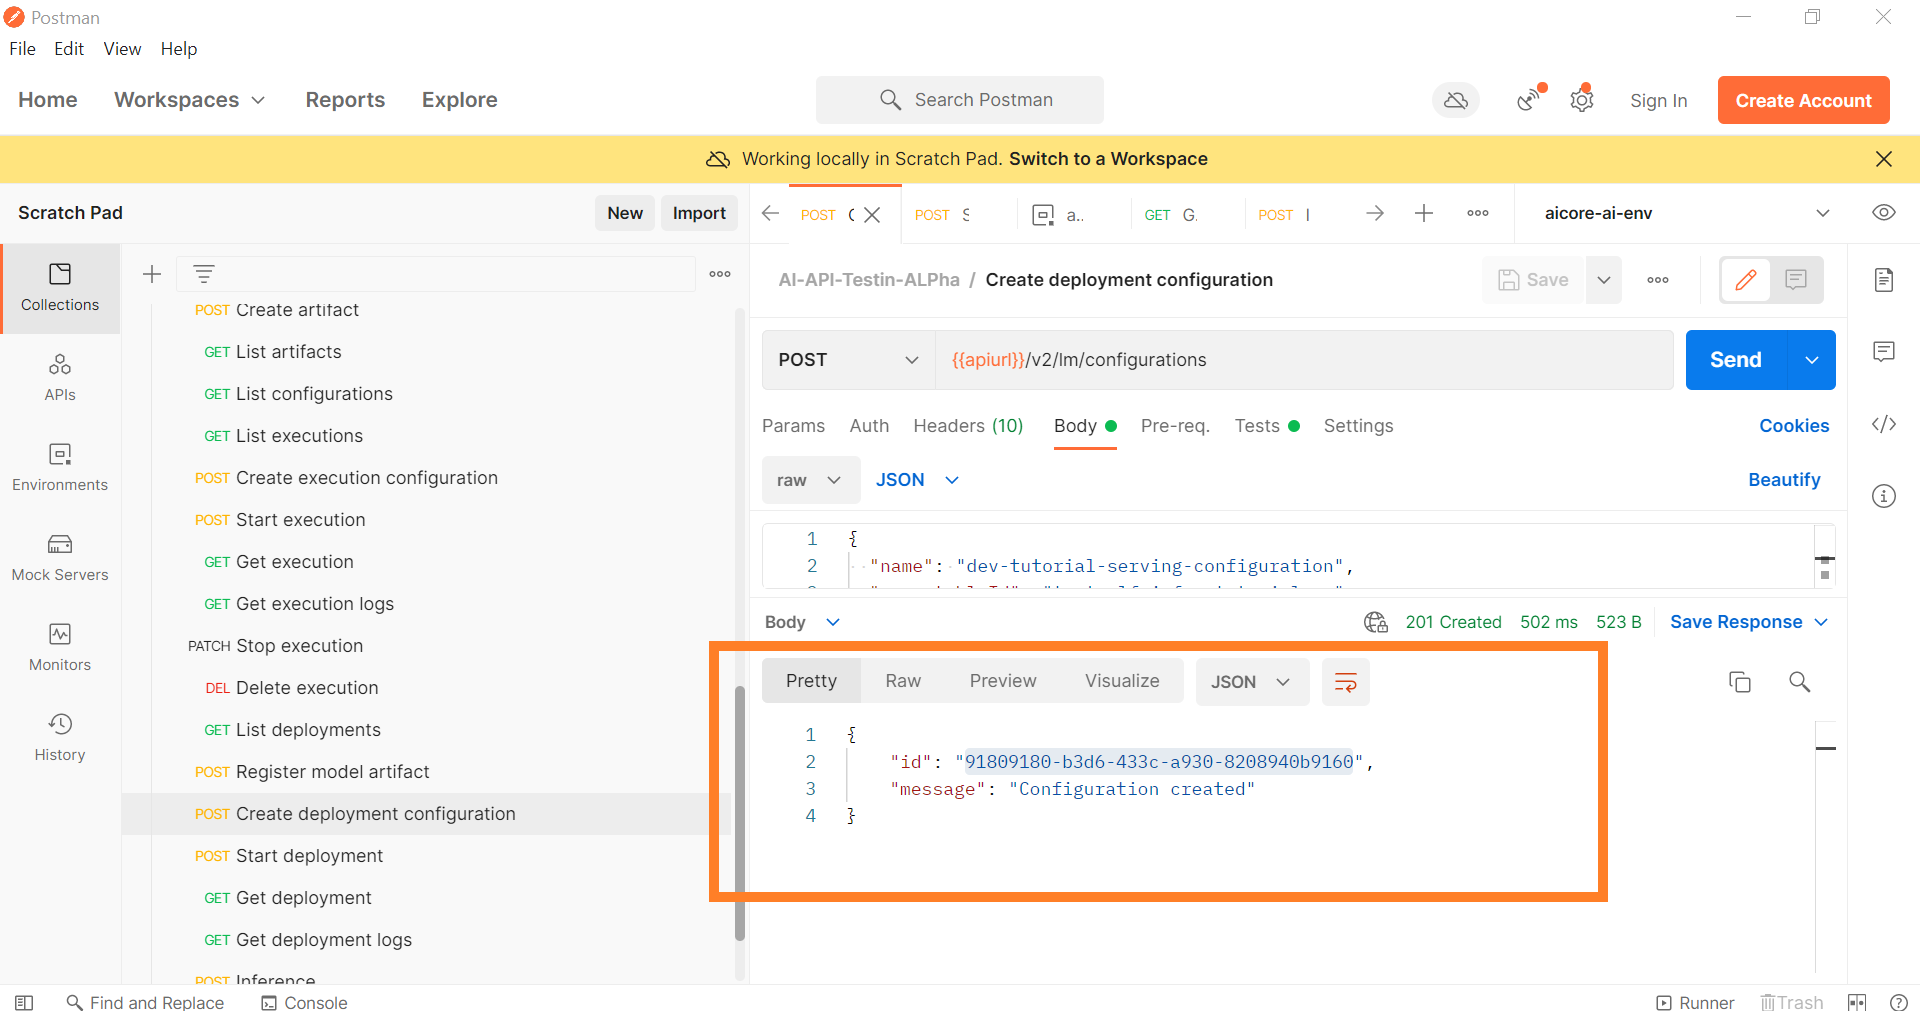 Postman
File Edit View Help
Home Workspaces Reports Explore
Search Postman
Sign In
Create Account
Working locally in Scratch Pad. Switch to a Workspace
Scratch Pad
New
Import
POST
POST S
a..
GET G.
POST
aicore-ai-env
Collections
APIs
Environments
Mock Servers
Monitors
History
POST Create artifact
GET List artifacts
GET List configurations
GET List executions
POST Create execution configuration
POST Start execution
GET Get execution
GET Get execution logs
PATCH Stop execution
DEL Delete execution
GET List deployments
POST Register model artifact
POST Create deployment configuration
POST Start deployment
GET Get deployment
GET Get deployment logs
POST Inference
AI-API-Testin-ALPha / Create deployment configuration
Save
POST
{{apiurl}}/v2/lm/configurations
Send
Params Auth Headers (10) Body Pre-req. Tests Settings
Cookies
raw
JSON
Beautify
1 {
2 "name": "dev-tutorial-serving-configuration",
Body
201 Created 502 ms 523 B
Save Response
Pretty Raw Preview Visualize
JSON
1 {
2 "id": "91809180-b3d6-433c-a930-8208940b9160",
3 "message": "Configuration created"
4 }
Find and Replace
Console
Runner
Trash